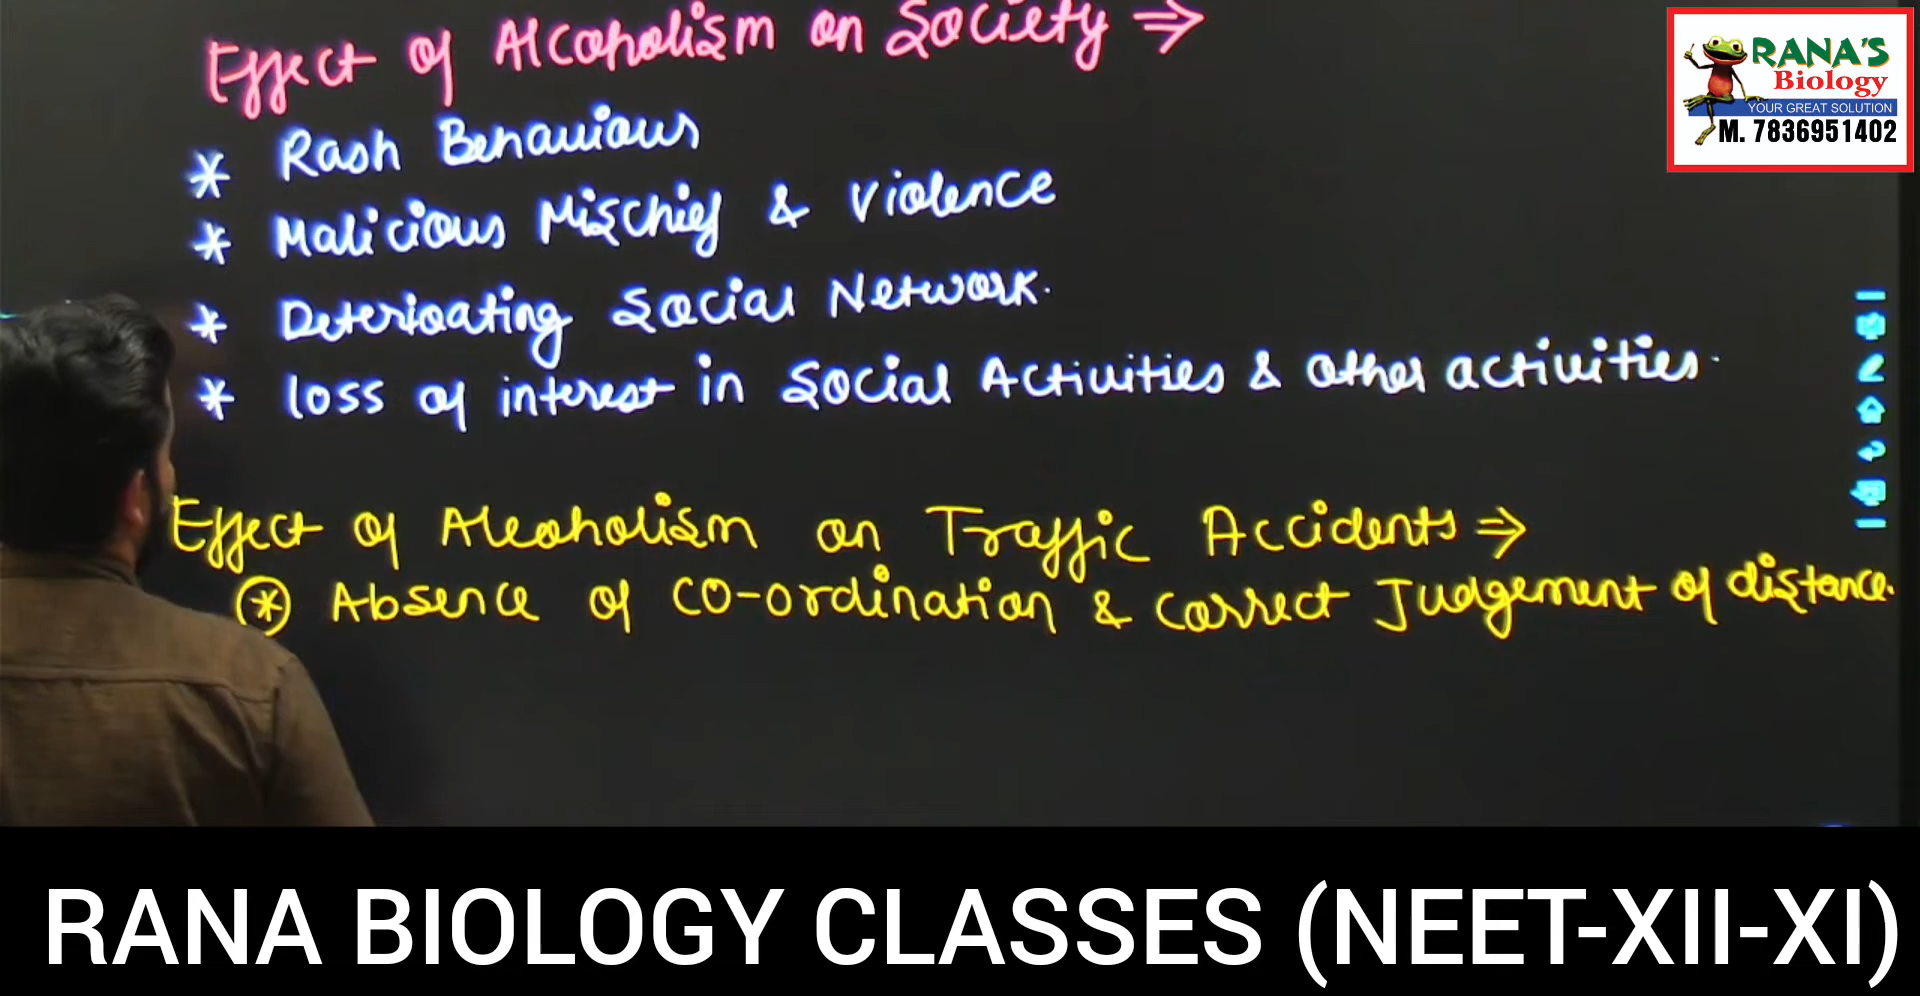 Effect of Alcoholism on Society ⇒
* Rash Behaviour
* Malicious Mischief & Violence
* Deterioating Social Network.
* loss of interest in Social Activities & other activities.
Effect of Alcoholism on Traffic Accidents ⇒
* Absence of CO-ordination & correct Judgement of distance.
RANA'S
Biology
YOUR GREAT SOLUTION
M. 7836951402
RANA BIOLOGY CLASSES (NEET-XII-XI)